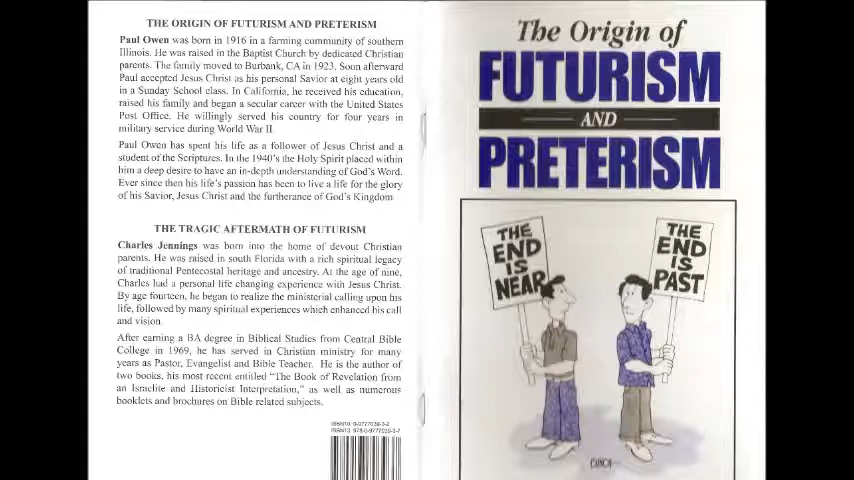 THE ORIGIN OF FUTURISM AND PRETERISM
Paul Owen was born in 1916 in a farming community of southern
Illinois. He was raised in the Baptist Church by dedicated Christian
parents. The family moved to Burbank, CA in 1923. Soon afterward
Paul accepted Jesus Christ as his personal Savior at eight years old
in a Sunday School class. In California, he received his education,
raised his family and began a secular career with the United States
Post Office. He willingly served his country for four years in
military service during World War II.
Paul Owen has spent his life as a follower of Jesus Christ and a
student of the Scriptures. In the 1940's the Holy Spirit placed within
him a deep desire to have an in-depth understanding of God's Word.
Ever since then his life's passion has been to live a life for the glory
of his Savior, Jesus Christ and the furtherance of God's Kingdom
THE TRAGIC AFTERMATH OF FUTURISM
Charles Jennings was born into the home of devout Christian
parents. He was raised in south Florida with a rich spiritual legacy
of traditional Pentecostal heritage and ancestry. At the age of nine,
Charles had a personal life changing experience with Jesus Christ.
By age fourteen, he began to realize the ministerial calling upon his
life, followed by many spiritual experiences which enhanced his call
and vision.
After earning a BA degree in Biblical Studies from Central Bible
College in 1969, he has served in Christian ministry for many
years as Pastor, Evangelist and Bible Teacher. He is the author of
two books, his most recent entitled "The Book of Revelation from
an Israelite and Historicist Interpretation," as well as numerous
booklets and brochures on Bible related subjects.
The Origin of
FUTURISM
AND
PRETERISM
THE
END
IS
NEAR
THE
END
IS
PAST